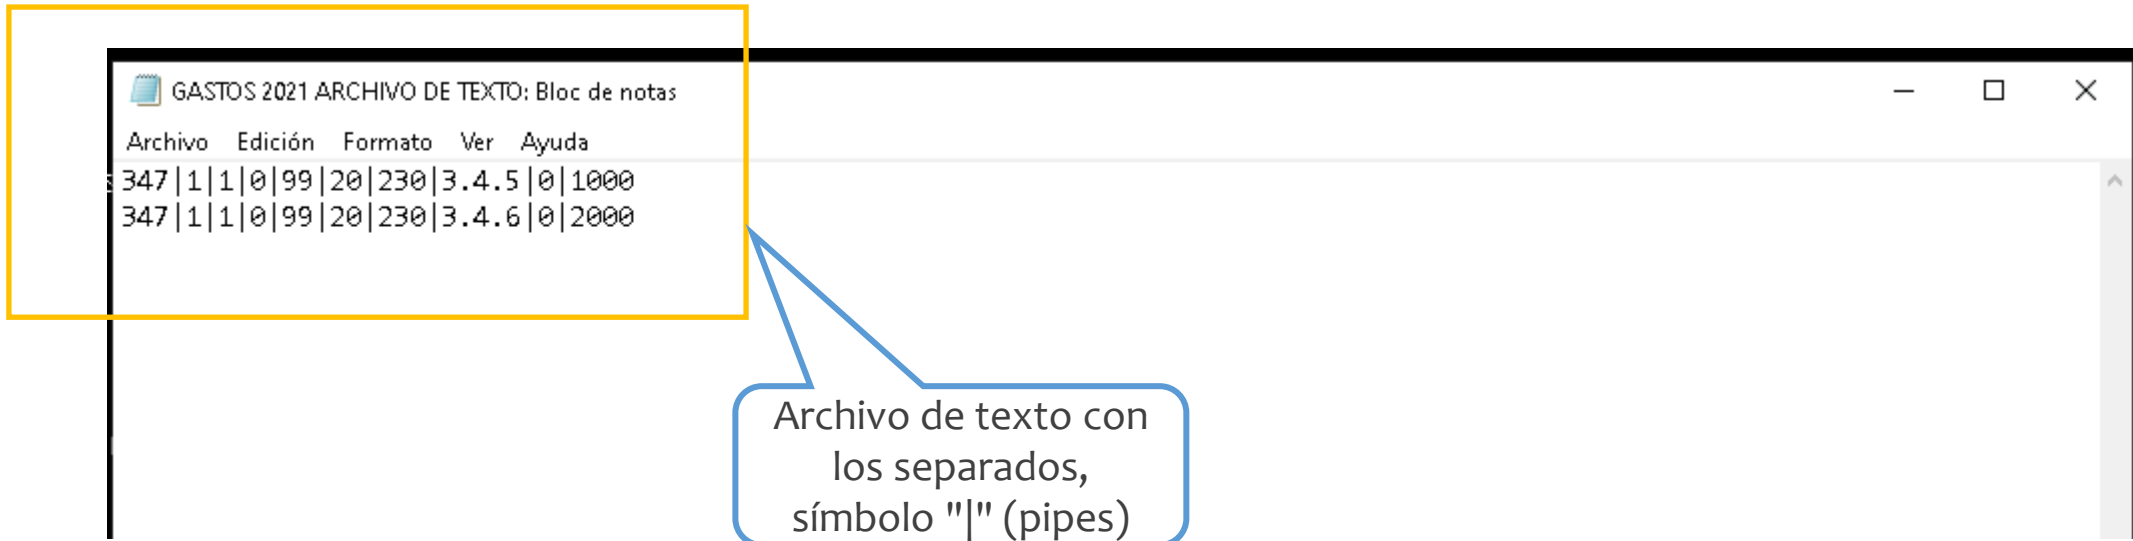 GASTOS 2021 ARCHIVO DE TEXTO: Bloc de notas
Archivo Edición Formato Ver Ayuda
347|1|1|0|99|20|230|3.4.5|0|1000
347|1|1|0|99|20|230|3.4.6|0|2000
Archivo de texto con
los separados,
símbolo "|" (pipes)